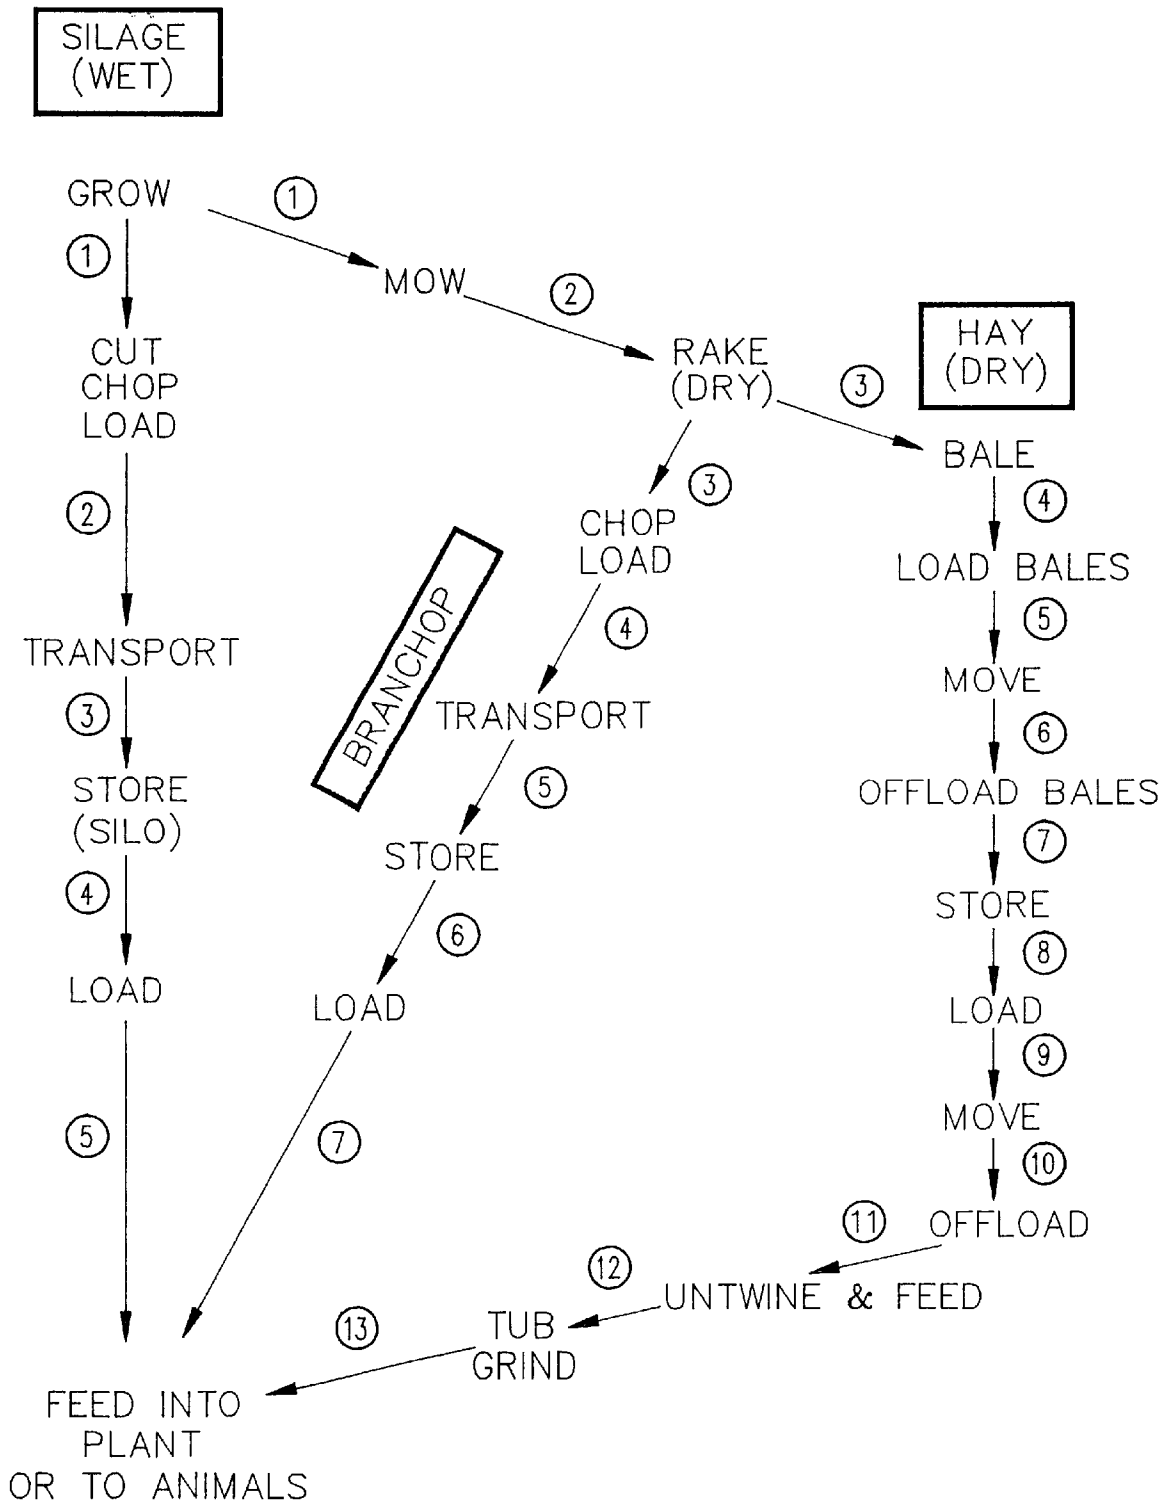 SILAGE
(WET)
GROW
1
1
MOW
2
CUT
CHOP
LOAD
RAKE
(DRY)
3
HAY
(DRY)
BALE
2
3
CHOP
LOAD
4
LOAD BALES
BRANCHOP
4
5
TRANSPORT
MOVE
3
TRANSPORT
6
STORE
(SILO)
5
OFFLOAD BALES
7
4
STORE
STORE
6
8
LOAD
LOAD
LOAD
9
5
7
MOVE
10
11
OFFLOAD
12
UNTWINE & FEED
13
TUB
GRIND
FEED INTO
PLANT
OR TO ANIMALS